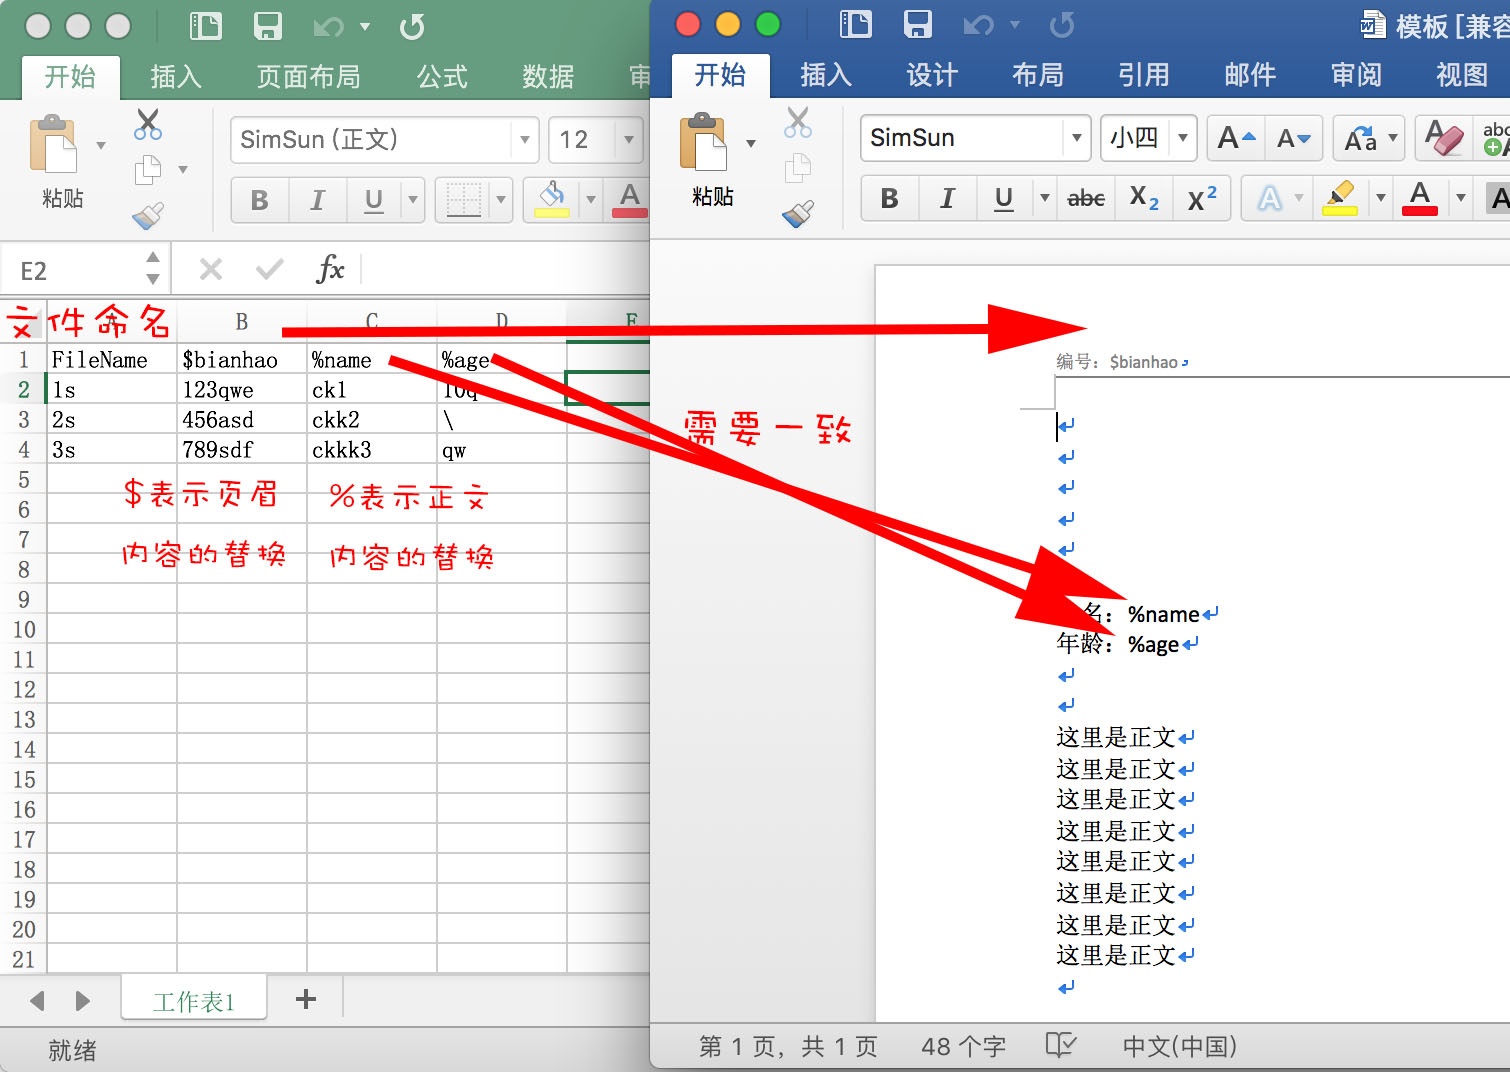 模板 [兼容
开始 插入 页面布局 公式 数据 审
开始 插入 设计 布局 引用 邮件 审阅 视图
粘贴
SimSun (正文) 12
B I U A
粘贴
SimSun 小四 A A Aa A abc
B I U abc X2 X2 A A A
E2 fx
文件命名 B C D E
1 FileName $bianhao %name %age
2 1s 123qwe ck1 10q
3 2s 456asd ckk2 \
4 3s 789sdf ckkk3 qw
5
6
7
8
9
10
11
12
13
14
15
16
17
18
19
20
21
$表示页眉
内容的替换
%表示正文
内容的替换
需要一致
工作表1 +
就绪
编号：$bianhao
名：%name
年龄：%age
这里是正文
这里是正文
这里是正文
这里是正文
这里是正文
这里是正文
这里是正文
这里是正文
第 1 页，共 1 页 48 个字 中文(中国)